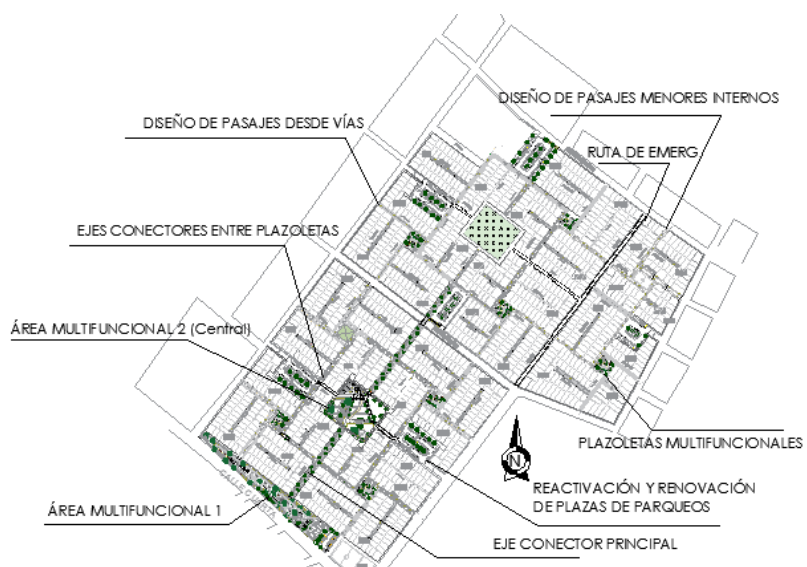 DISEÑO DE PASAJES MENORES INTERNOS
DISEÑO DE PASAJES DESDE VÍAS
RUTA DE EMERG
EJES CONECTORES ENTRE PLAZOLETAS
ÁREA MULTIFUNCIONAL 2 (Central)
PLAZOLETAS MULTIFUNCIONALES
N
REACTIVACIÓN Y RENOVACIÓN
DE PLAZAS DE PARQUEOS
ÁREA MULTIFUNCIONAL 1
EJE CONECTOR PRINCIPAL
CALLE